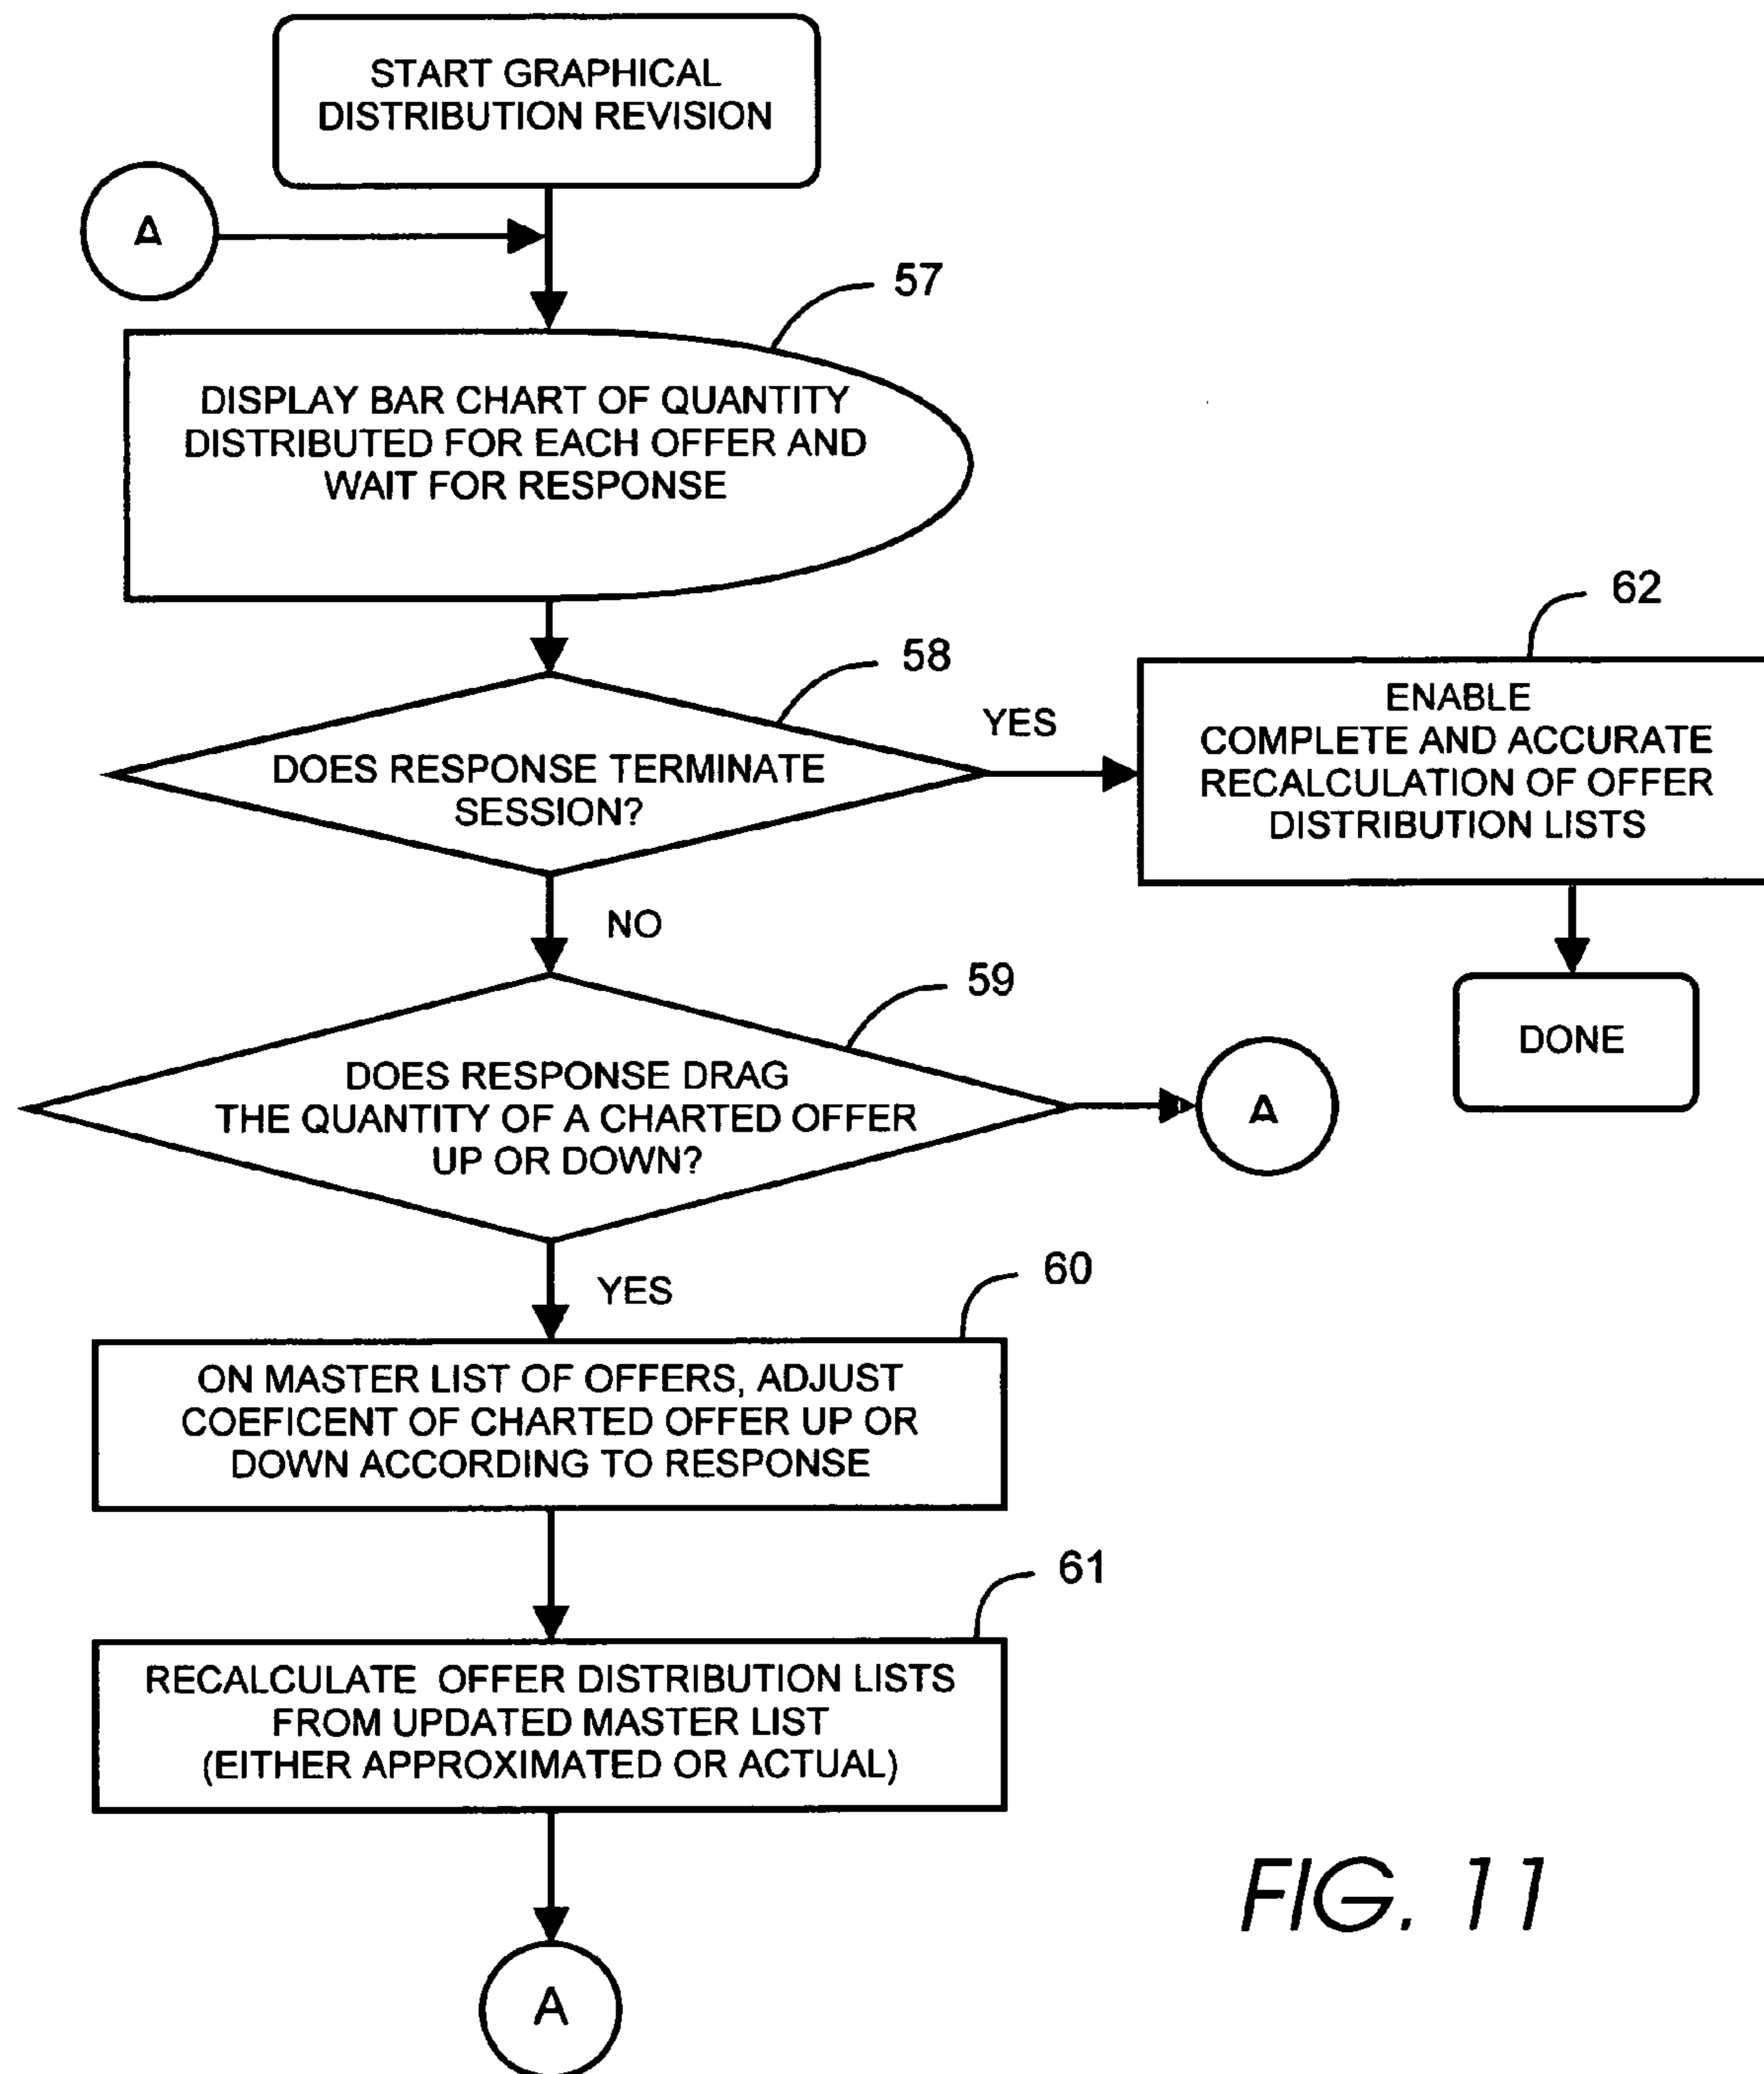 START GRAPHICAL
DISTRIBUTION REVISION
A
57
DISPLAY BAR CHART OF QUANTITY
DISTRIBUTED FOR EACH OFFER AND
WAIT FOR RESPONSE
58
DOES RESPONSE TERMINATE
SESSION?
YES
62
ENABLE
COMPLETE AND ACCURATE
RECALCULATION OF OFFER
DISTRIBUTION LISTS
DONE
NO
59
DOES RESPONSE DRAG
THE QUANTITY OF A CHARTED OFFER
UP OR DOWN?
A
YES
60
ON MASTER LIST OF OFFERS, ADJUST
COEFICENT OF CHARTED OFFER UP OR
DOWN ACCORDING TO RESPONSE
61
RECALCULATE OFFER DISTRIBUTION LISTS
FROM UPDATED MASTER LIST
(EITHER APPROXIMATED OR ACTUAL)
A
FIG. 11